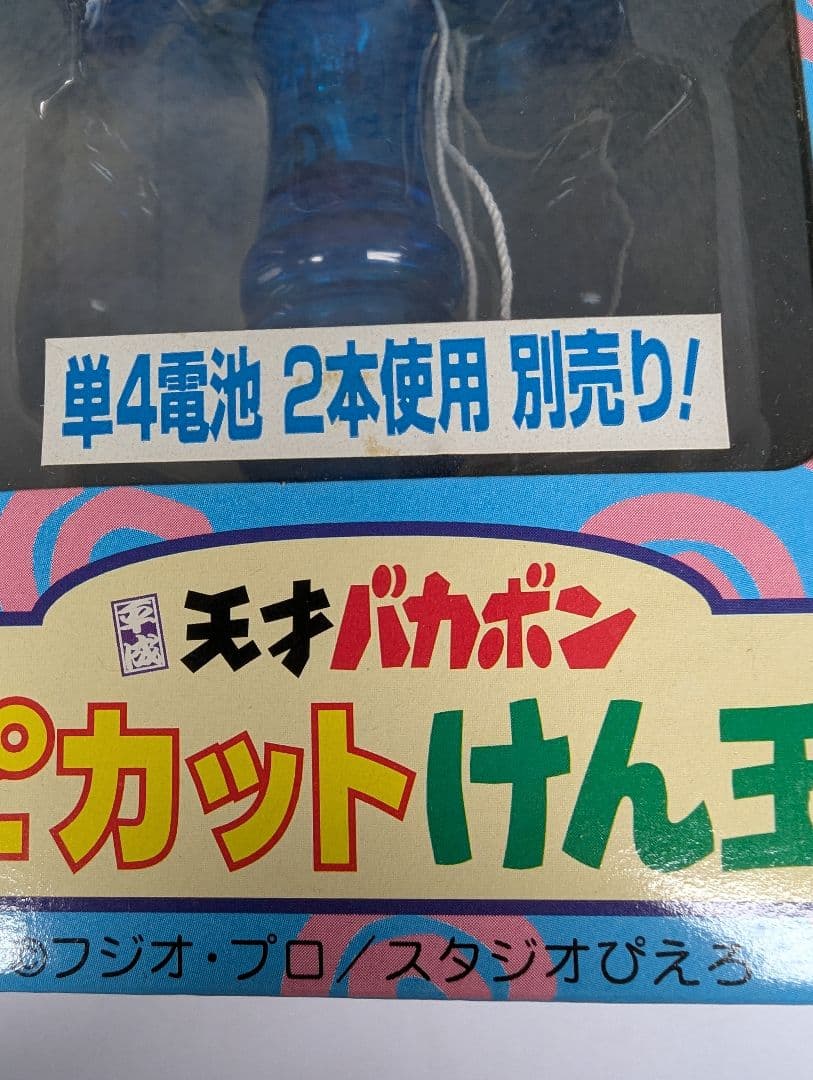 単4電池 2本使用 別売り!
平成 天才バカボン
ピカットけん玉
©フジオ・プロ/スタジオぴえろ